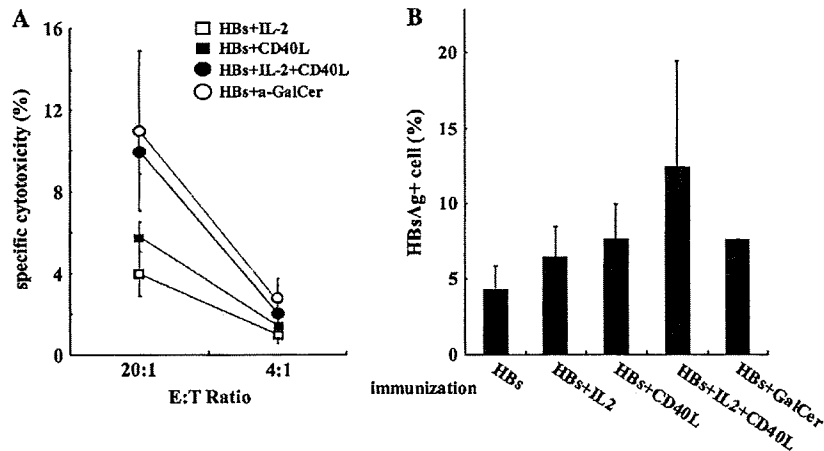 A
HBs+IL-2
HBs+CD40L
HBs+IL-2+CD40L
HBs+a-GalCer
16
12
8
4
0
specific cytotoxicity (%)
20:1
4:1
E:T Ratio
B
20
15
10
5
0
HBsAg+ cell (%)
immunization
HBs
HBs+IL2
HBs+CD40L
HBs+IL2+CD40L
HBs+GalCer